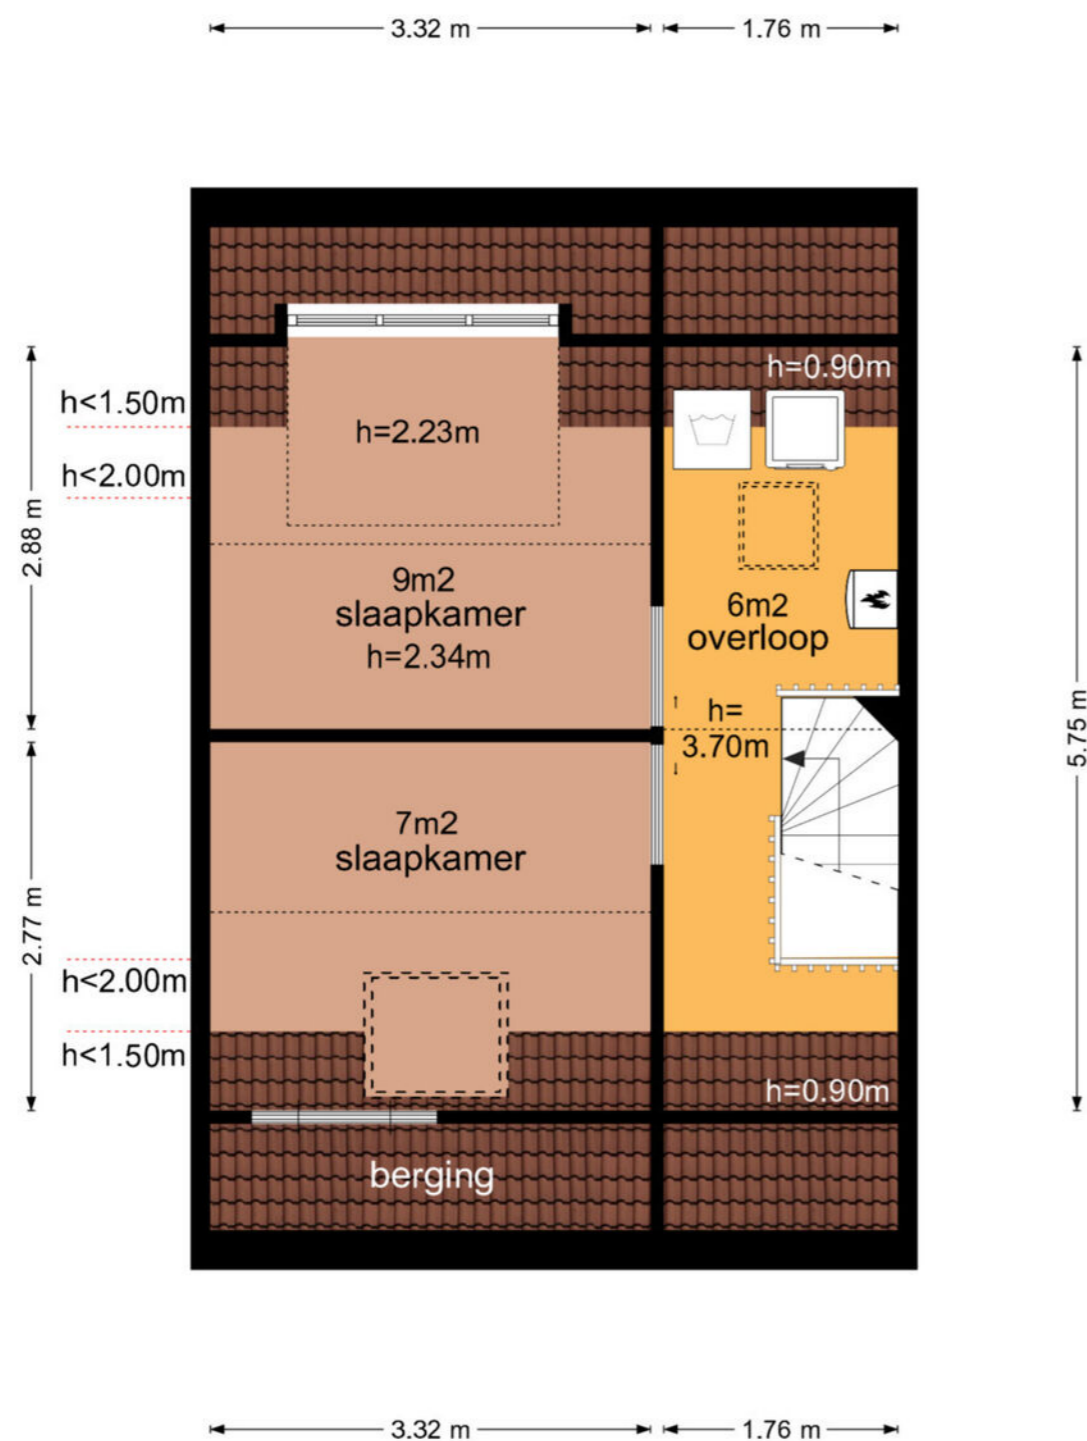 3.32 m
1.76 m
h=0.90m
h<1.50m
h=2.23m
h<2.00m
2.88 m
9m2
slaapkamer
h=2.34m
6m2
overloop
h=
3.70m
5.75 m
7m2
slaapkamer
2.77 m
h<2.00m
h<1.50m
h=0.90m
berging
3.32 m
1.76 m